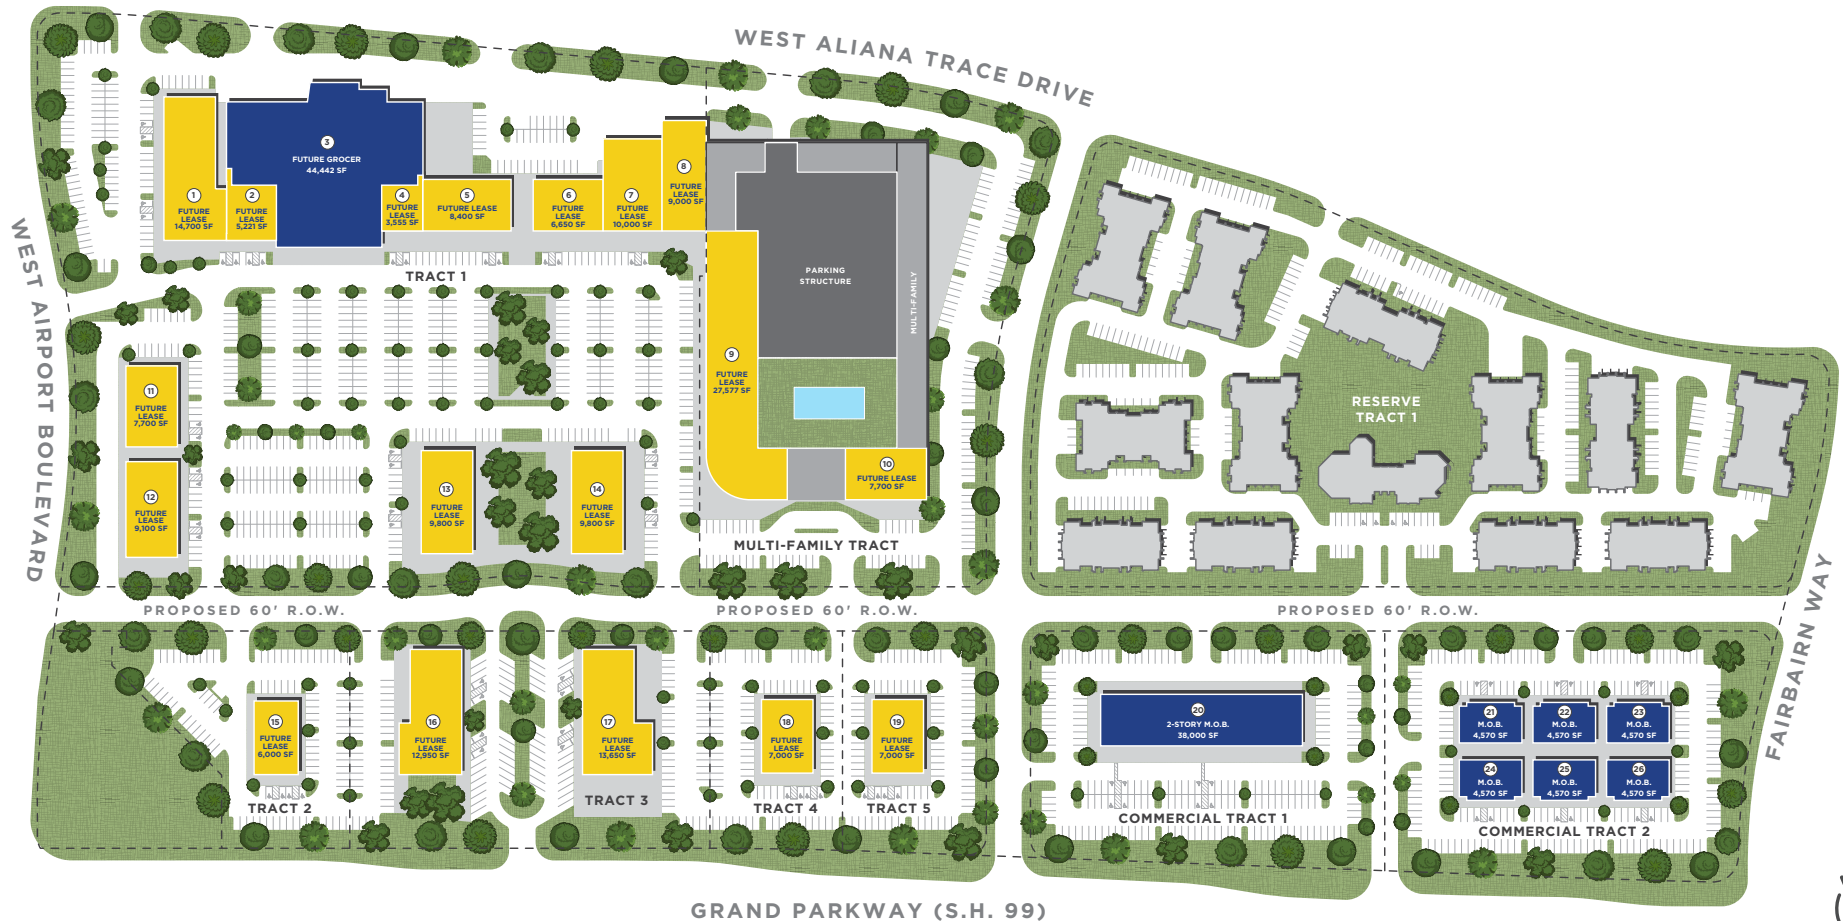 WEST ALIANA TRACE DRIVE
WEST AIRPORT BOULEVARD
3
FUTURE GROCER
44,442 SF
1
FUTURE
LEASE
14,700 SF
2
FUTURE
LEASE
5,221 SF
4
FUTURE
LEASE
3,555 SF
5
FUTURE LEASE
8,400 SF
6
FUTURE
LEASE
6,650 SF
7
FUTURE
LEASE
10,000 SF
8
FUTURE
LEASE
9,000 SF
TRACT 1
PARKING
STRUCTURE
MULTI-FAMILY
9
FUTURE
LEASE
27,577 SF
10
FUTURE LEASE
7,700 SF
MULTI-FAMILY TRACT
11
FUTURE
LEASE
7,700 SF
12
FUTURE
LEASE
9,100 SF
13
FUTURE
LEASE
9,800 SF
14
FUTURE
LEASE
9,800 SF
RESERVE
TRACT 1
PROPOSED 60' R.O.W.
PROPOSED 60' R.O.W.
PROPOSED 60' R.O.W.
FAIRBAIRN WAY
15
FUTURE
LEASE
6,000 SF
TRACT 2
16
FUTURE
LEASE
12,950 SF
17
FUTURE
LEASE
13,650 SF
TRACT 3
18
FUTURE
LEASE
7,000 SF
TRACT 4
19
FUTURE
LEASE
7,000 SF
TRACT 5
20
2-STORY M.O.B.
38,000 SF
COMMERCIAL TRACT 1
21
M.O.B.
4,570 SF
22
M.O.B.
4,570 SF
23
M.O.B.
4,570 SF
24
M.O.B.
4,570 SF
25
M.O.B.
4,570 SF
26
M.O.B.
4,570 SF
COMMERCIAL TRACT 2
GRAND PARKWAY (S.H. 99)